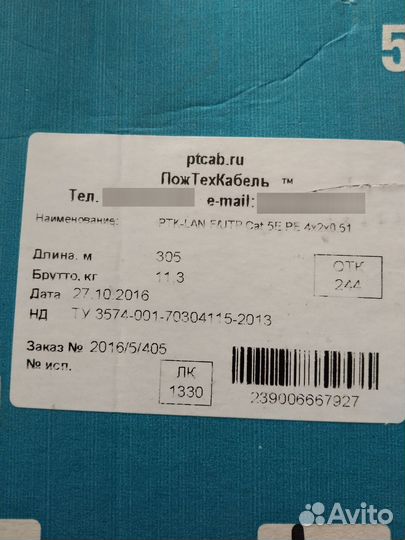 5
ptcab.ru
ПожТехКабель ™
Тел. e-mail:
Наименование: РТК-LAN F/UTP Cat 5E PE 4x2x0.51
Длина, м 305
Брутто, кг 11,3
Дата 27.10.2016
ОТК
244
НД ТУ 3574-001-70304115-2013
Заказ № 2016/5/405
№ исп.
ЛК
1330
239006667927
Avito